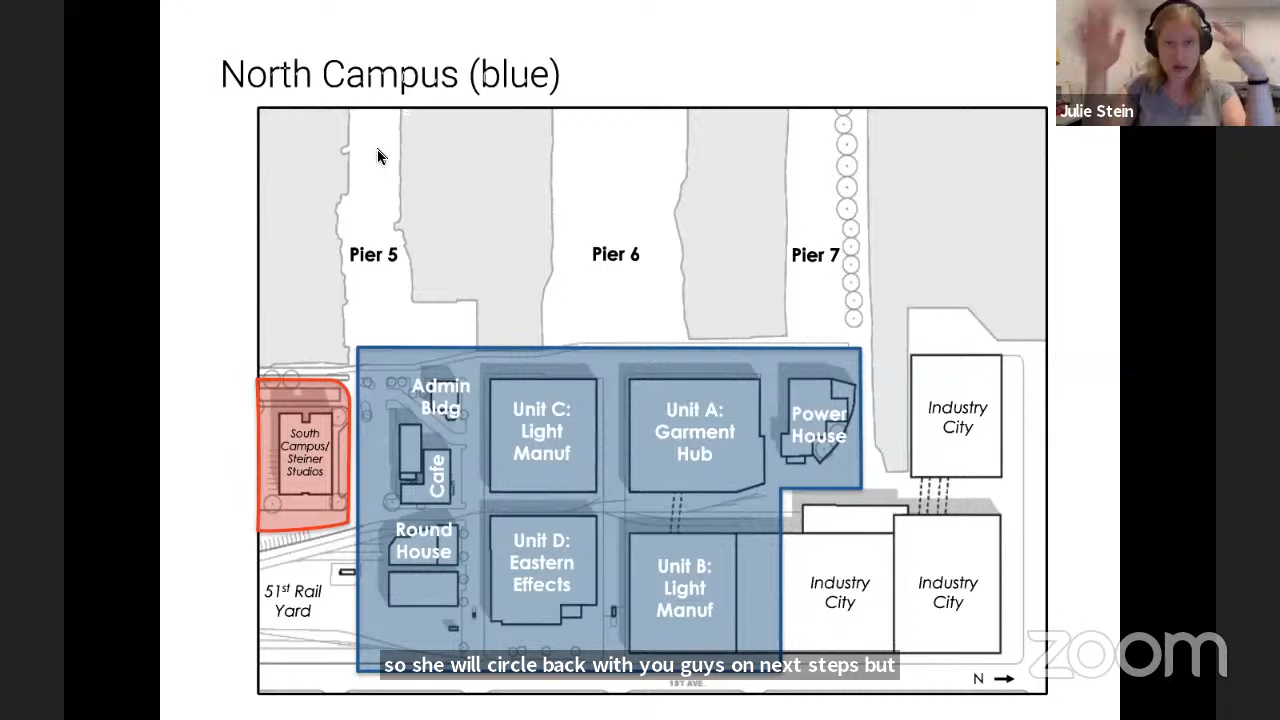 North Campus (blue)
Julie Stein
Pier 5
Pier 6
Pier 7
Admin
Bldg
Unit C:
Light
Manuf
Unit A:
Garment
Hub
Power
House
Industry
City
South
Campus/
Steiner
Studios
Cafe
Round
House
Unit D:
Eastern
Effects
Unit B:
Light
Manuf
Industry
City
Industry
City
51st Rail
Yard
so she will circle back with you guys on next steps but
1ST AVE.
N
zoom